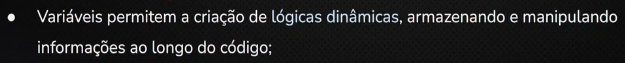 ● Variáveis permitem a criação de lógicas dinâmicas, armazenando e manipulando
informações ao longo do código;